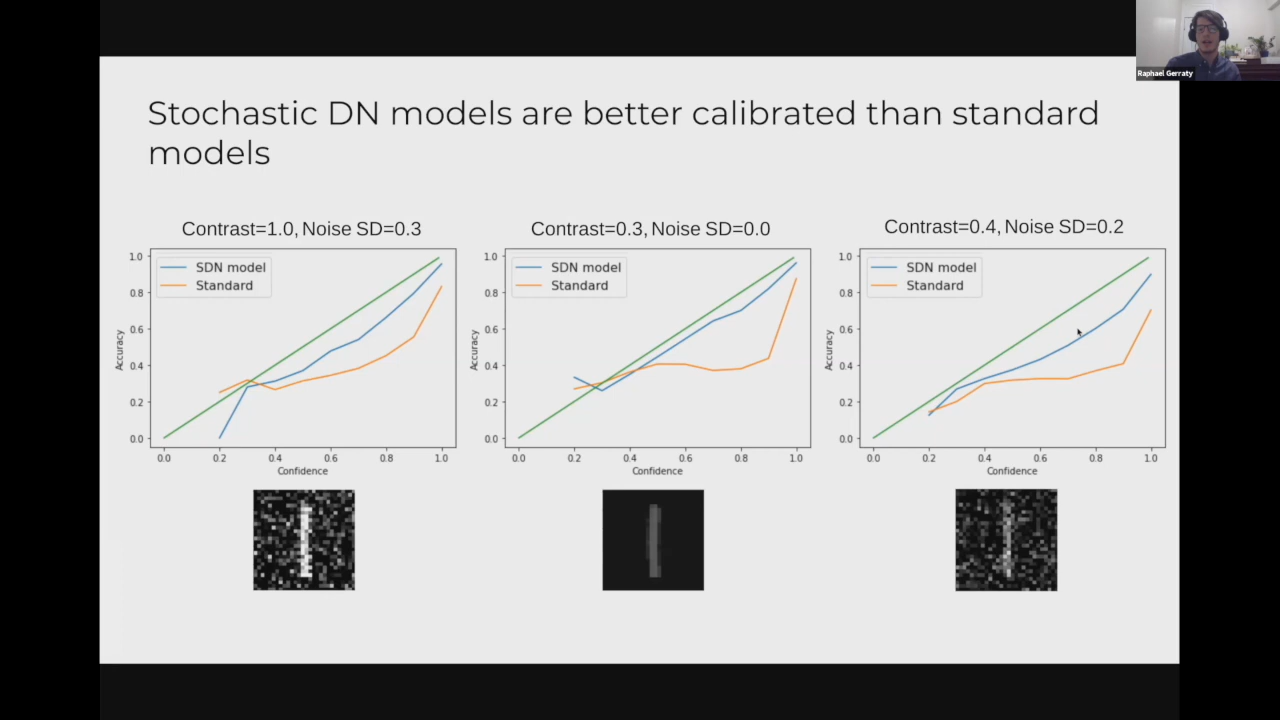 Raphael Gerraty
Stochastic DN models are better calibrated than standard
models
Contrast=1.0, Noise SD=0.3
1.0
0.8
0.6
0.4
0.2
0.0
Accuracy
SDN model
Standard
0.0 0.2 0.4 0.6 0.8 1.0
Confidence
Contrast=0.3, Noise SD=0.0
1.0
0.8
0.6
0.4
0.2
0.0
Accuracy
SDN model
Standard
0.0 0.2 0.4 0.6 0.8 1.0
Confidence
Contrast=0.4, Noise SD=0.2
1.0
0.8
0.6
0.4
0.2
0.0
Accuracy
SDN model
Standard
0.0 0.2 0.4 0.6 0.8 1.0
Confidence